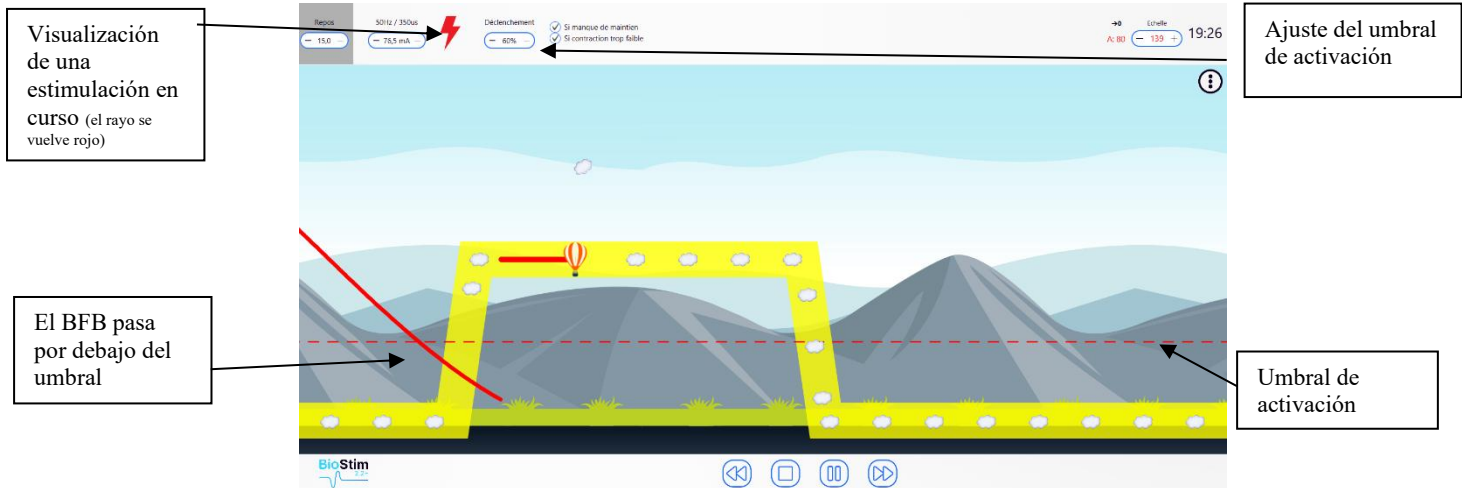 Visualización
de una
estimulación en
curso (el rayo se
vuelve rojo)
Repos
- 15,0 -
50Hz / 350us
- 76,5 mA -
Déclenchement
- 60% -
Si manque de maintien
Si contraction trop faible
→0
A: 80
Echelle
- 139 +
19:26
Ajuste del umbral
de activación
El BFB pasa
por debajo del
umbral
Umbral de
activación
BioStim